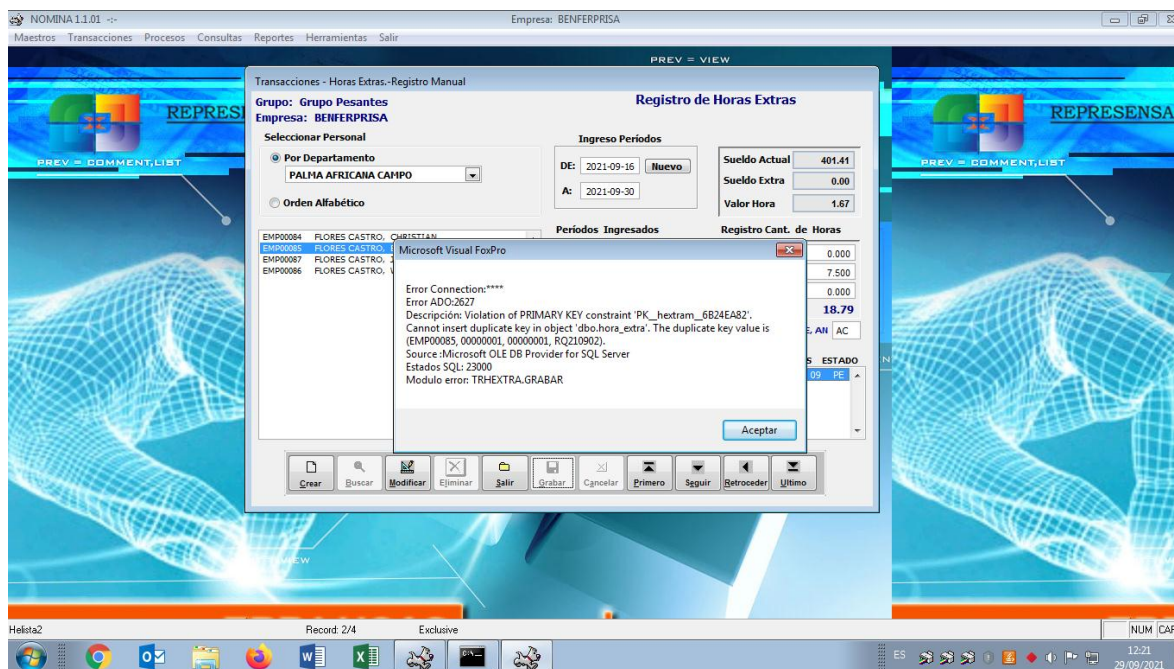 NOMINA 1.1.01 -:-
Empresa: BENFERPRISA
Maestros Transacciones Procesos Consultas Reportes Herramientas Salir
PREV = VIEW
Transacciones - Horas Extras.-Registro Manual
Grupo: Grupo Pesantes
Registro de Horas Extras
Empresa: BENFERPRISA
REPRES
REPRESENSA
PREV = COMMENT,LIST
PREV = COMMENT,LIST
Seleccionar Personal
Por Departamento
PALMA AFRICANA CAMPO
Orden Alfabético
Ingreso Períodos
DE: 2021-09-16 Nuevo
A: 2021-09-30
Sueldo Actual 401.41
Sueldo Extra 0.00
Valor Hora 1.67
Períodos Ingresados
Registro Cant. de Horas
EMP00084 FLORES CASTRO, CHRISTIAN
EMP00085 FLORES CASTRO,
EMP00087 FLORES CASTRO,
EMP00086 FLORES CASTRO,
0.000
7.500
0.000
18.79
E, AN AC
S ESTADO
09 PE
Microsoft Visual FoxPro
Error Connection:****
Error ADO:2627
Descripción: Violation of PRIMARY KEY constraint 'PK__hextram__6B24EA82'.
Cannot insert duplicate key in object 'dbo.hora_extra'. The duplicate key value is
(EMP00085, 00000001, 00000001, RQ210902).
Source :Microsoft OLE DB Provider for SQL Server
Estados SQL: 23000
Modulo error: TRHEXTRA.GRABAR
Aceptar
Crear Buscar Modificar Eliminar Salir Grabar Cancelar Primero Seguir Retroceder Ultimo
Helista2
Record: 2/4
Exclusive
NUM CAP
ES
12:21
29/09/2021